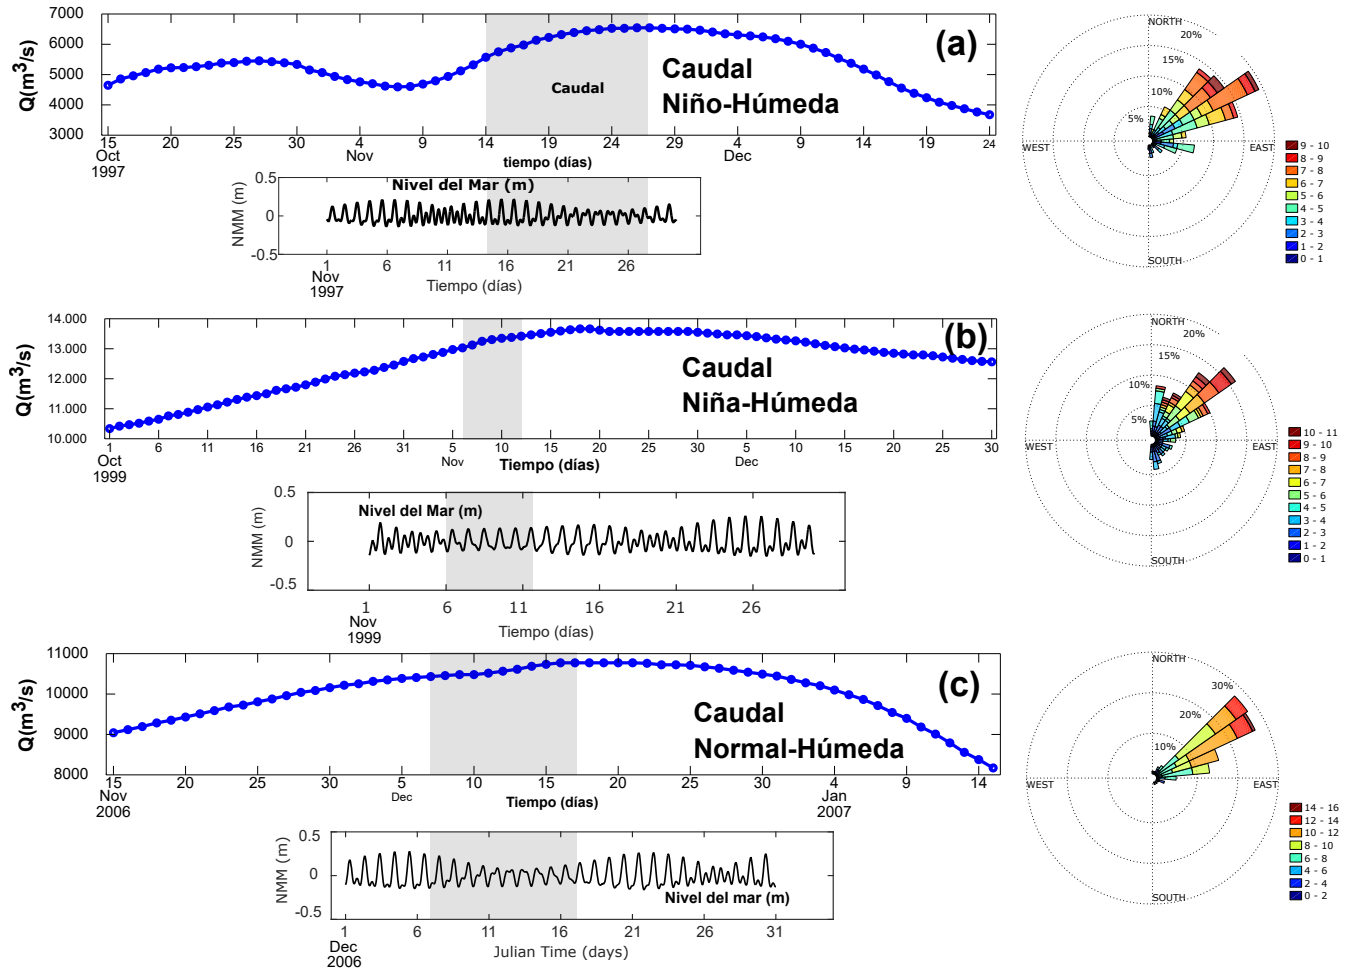 7000
6000
5000
4000
3000
Q(m³/s)
(a)
Caudal
Niño-Húmeda
Caudal
15 20 25 30 4 9 14 19 24 29 4 9 14 19 24
Oct Nov Dec
1997
tiempo (días)
0.5
0
-0.5
NMM (m)
Nivel del Mar (m)
1 6 11 16 21 26
Nov
1997
Tiempo (días)
NORTH
20%
15%
10%
5%
WEST
EAST
SOUTH
9 - 10
8 - 9
7 - 8
6 - 7
5 - 6
4 - 5
3 - 4
2 - 3
1 - 2
0 - 1
14.000
13.000
12.000
11.000
10.000
Q(m³/s)
(b)
Caudal
Niña-Húmeda
1 6 11 16 21 26 31 5 10 15 20 25 30 5 10 15 20 25 30
Oct Nov Dec
1999
Tiempo (días)
0.5
0
-0.5
NMM (m)
Nivel del Mar (m)
1 6 11 16 21 26
Nov
1999
Tiempo (días)
NORTH
20%
15%
10%
5%
WEST
EAST
SOUTH
10 - 11
9 - 10
8 - 9
7 - 8
6 - 7
5 - 6
4 - 5
3 - 4
2 - 3
1 - 2
0 - 1
11000
10000
9000
8000
Q(m³/s)
(c)
Caudal
Normal-Húmeda
15 20 25 30 5 10 15 20 25 30 4 9 14
Nov Dec Jan
2006 2007
Tiempo (días)
0.5
0
-0.5
NMM (m)
Nivel del mar (m)
1 6 11 16 21 26 31
Dec
2006
Julian Time (days)
NORTH
30%
20%
10%
WEST
EAST
SOUTH
14 - 16
12 - 14
10 - 12
8 - 10
6 - 8
4 - 6
2 - 4
0 - 2